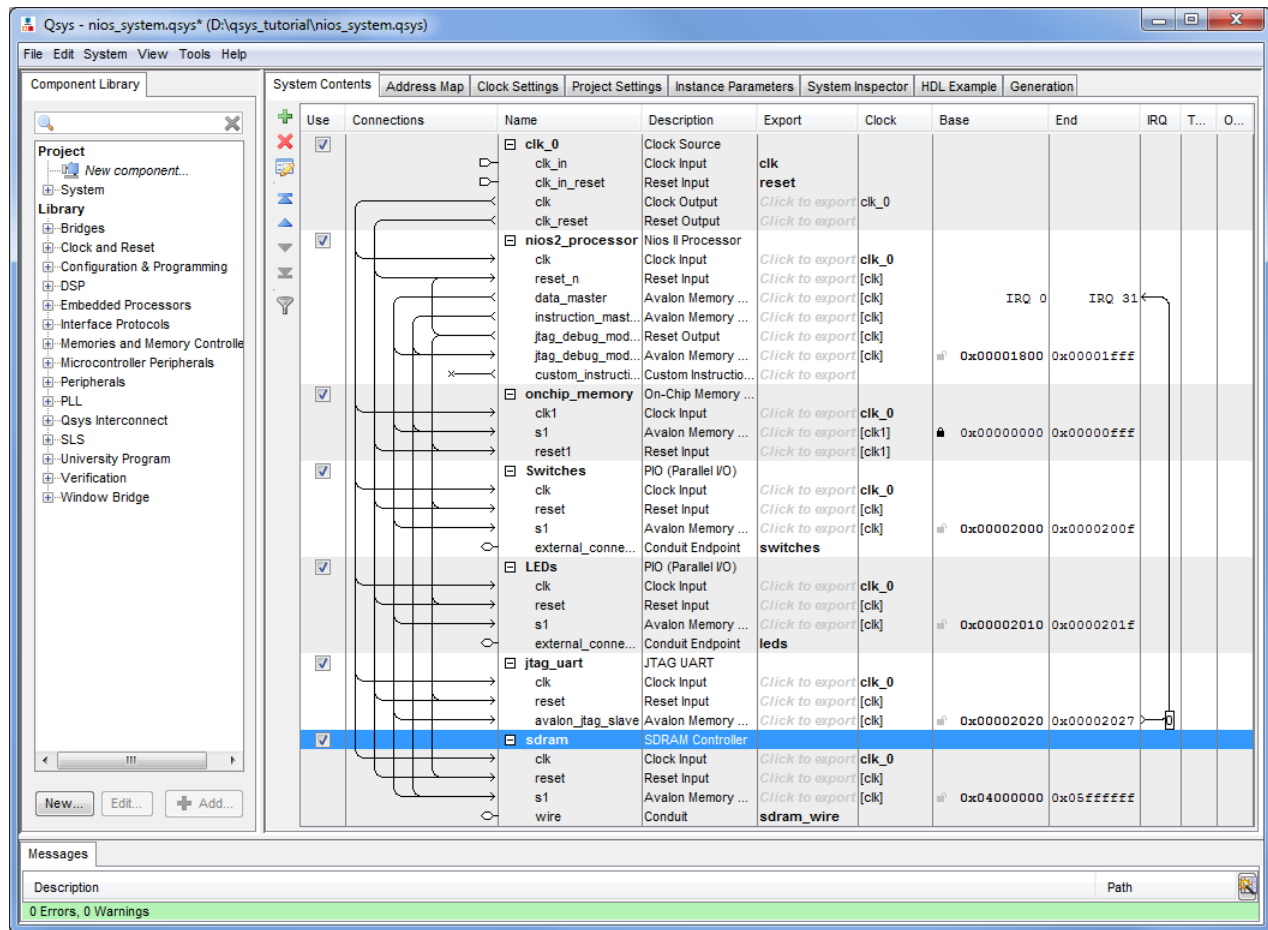 Qsys - nios_system.qsys* (D:\qsys_tutorial\nios_system.qsys)
File Edit System View Tools Help
Component Library
Project
New component...
System
Library
Bridges
Clock and Reset
Configuration & Programming
DSP
Embedded Processors
Interface Protocols
Memories and Memory Controlle
Microcontroller Peripherals
Peripherals
PLL
Qsys Interconnect
SLS
University Program
Verification
Window Bridge
New... Edit... Add...
System Contents Address Map Clock Settings Project Settings Instance Parameters System Inspector HDL Example Generation
Use Connections Name Description Export Clock Base End IRQ T... O...
clk_0 Clock Source
clk_in Clock Input clk
clk_in_reset Reset Input reset
clk Clock Output Click to export clk_0
clk_reset Reset Output Click to export
nios2_processor Nios II Processor
clk Clock Input Click to export clk_0
reset_n Reset Input Click to export [clk]
data_master Avalon Memory ... Click to export [clk] IRQ 0 IRQ 31
instruction_mast... Avalon Memory ... Click to export [clk]
jtag_debug_mod... Reset Output Click to export [clk]
jtag_debug_mod... Avalon Memory ... Click to export [clk] 0x00001800 0x00001fff
custom_instructi... Custom Instructio... Click to export
onchip_memory On-Chip Memory ...
clk1 Clock Input Click to export clk_0
s1 Avalon Memory ... Click to export [clk1] 0x00000000 0x00000fff
reset1 Reset Input Click to export [clk1]
Switches PIO (Parallel I/O)
clk Clock Input Click to export clk_0
reset Reset Input Click to export [clk]
s1 Avalon Memory ... Click to export [clk] 0x00002000 0x0000200f
external_conne... Conduit Endpoint switches
LEDs PIO (Parallel I/O)
clk Clock Input Click to export clk_0
reset Reset Input Click to export [clk]
s1 Avalon Memory ... Click to export [clk] 0x00002010 0x0000201f
external_conne... Conduit Endpoint leds
jtag_uart JTAG UART
clk Clock Input Click to export clk_0
reset Reset Input Click to export [clk]
avalon_jtag_slave Avalon Memory ... Click to export [clk] 0x00002020 0x00002027 0
sdram SDRAM Controller
clk Clock Input Click to export clk_0
reset Reset Input Click to export [clk]
s1 Avalon Memory ... Click to export [clk] 0x04000000 0x05ffffff
wire Conduit sdram_wire
Messages
Description Path
0 Errors, 0 Warnings